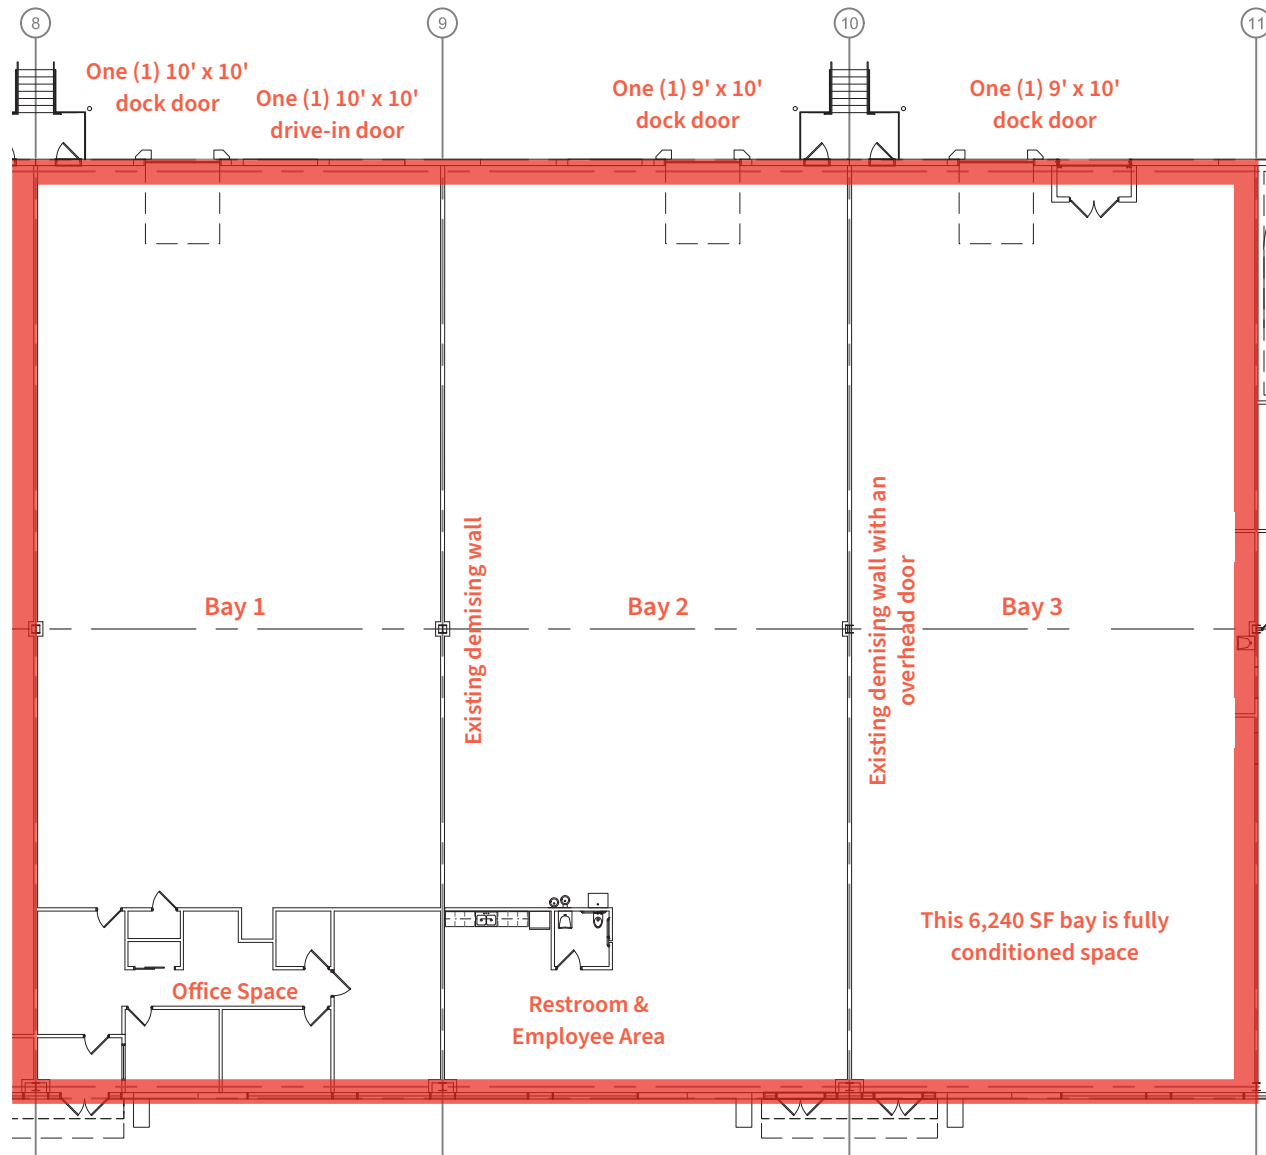 8
9
10
11
One (1) 10' x 10'
dock door
One (1) 10' x 10'
drive-in door
One (1) 9' x 10'
dock door
One (1) 9' x 10'
dock door
Existing demising wall
Existing demising wall with an
overhead door
Bay 1
Bay 2
Bay 3
This 6,240 SF bay is fully
conditioned space
Office Space
Restroom &
Employee Area